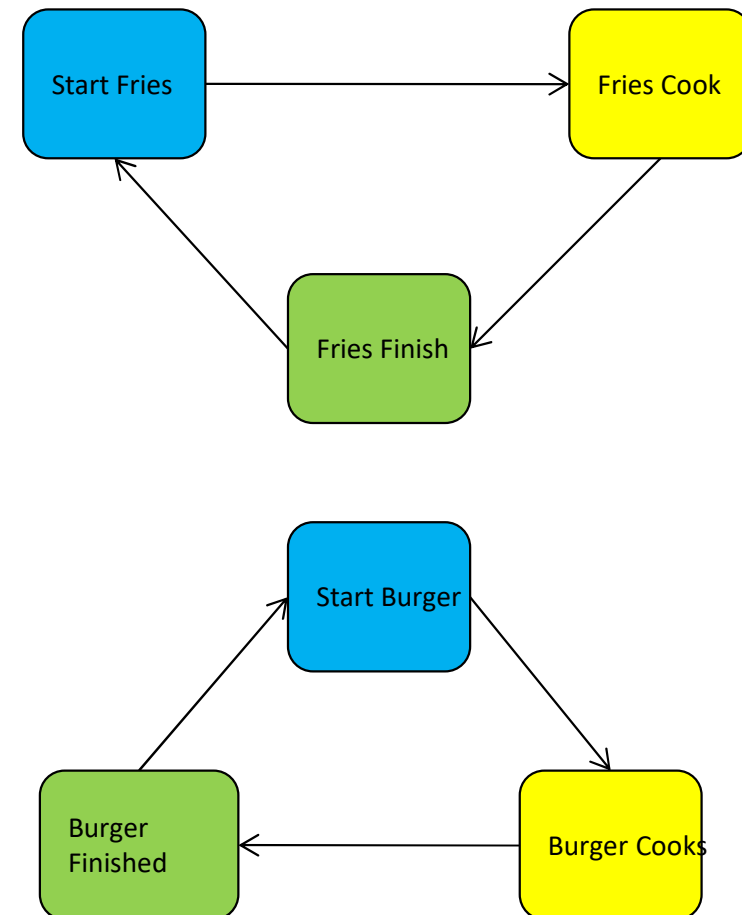 Start Fries
Fries Cook
Fries Finish
Start Burger
Burger
Finished
Burger Cooks